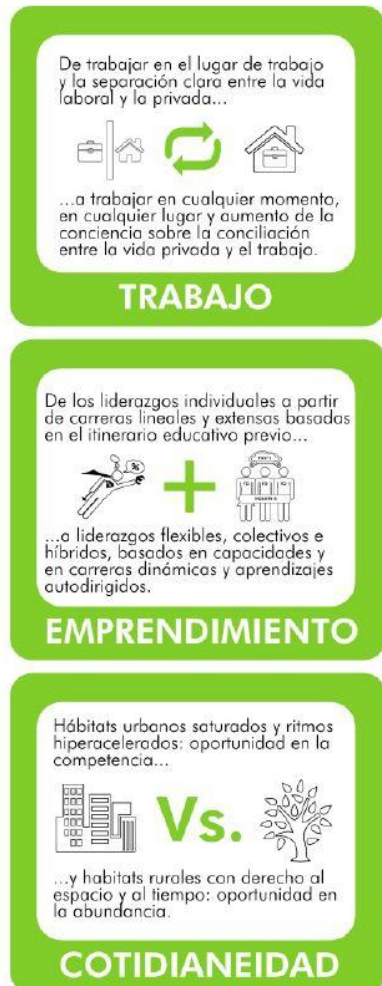 De trabajar en el lugar de trabajo
y la separación clara entre la vida
laboral y la privada...
...a trabajar en cualquier momento,
en cualquier lugar y aumento de la
conciencia sobre la conciliación
entre la vida privada y el trabajo.
TRABAJO
De los liderazgos individuales a partir
de carreras lineales y extensas basadas
en el itinerario educativo previo...
...a liderazgos flexibles, colectivos e
híbridos, basados en capacidades y
en carreras dinámicas y aprendizajes
autodirigidos.
EMPRENDIMIENTO
Hábitats urbanos saturados y ritmos
hiperacelerados: oportunidad en la
competencia...
Vs.
...y habitats rurales con derecho al
espacio y al tiempo: oportunidad en
la abundancia.
COTIDIANEIDAD